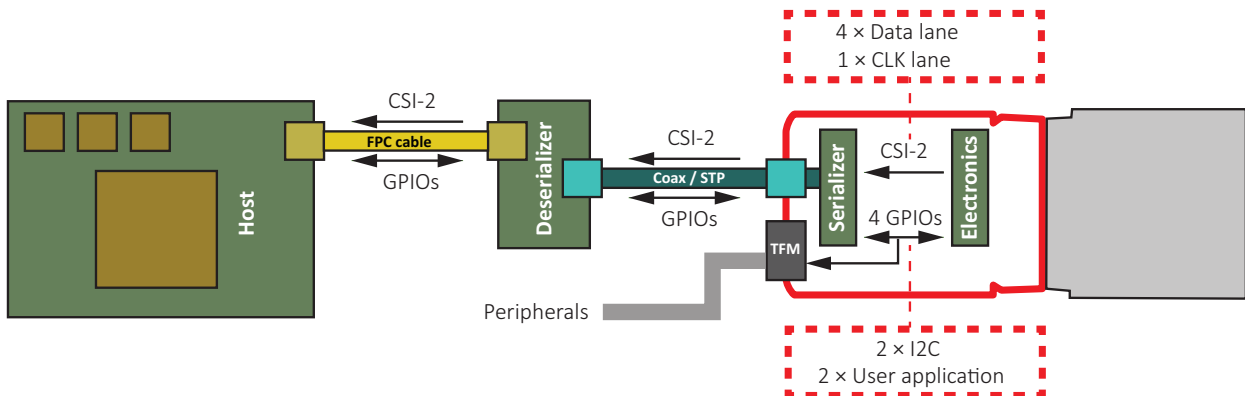 4 × Data lane
1 × CLK lane
CSI-2
FPC cable
GPIOs
Host
Deserializer
CSI-2
Coax / STP
GPIOs
Serializer
CSI-2
4 GPIOs
Electronics
TFM
Peripherals
2 × I2C
2 × User application